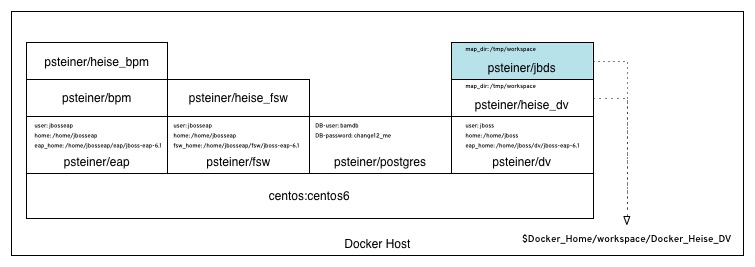 map_dir:/tmp/workspace
psteiner/heise_bpm
psteiner/jbds
map_dir:/tmp/workspace
psteiner/bpm
psteiner/heise_fsw
psteiner/heise_dv
user: jbosseap
home: /home/jbosseap
eap_home: /home/jbosseap/eap/jboss-eap-6.1
psteiner/eap
user: jbosseap
home: /home/jbosseap
fsw_home: /home/jbosseap/fsw/jboss-eap-6.1
psteiner/fsw
DB-user: bamdb
DB-password: change12_me
psteiner/postgres
user: jboss
home: /home/jboss
eap_home: /home/jboss/dv/jboss-eap-6.1
psteiner/dv
centos:centos6
Docker Host
$Docker_Home/workspace/Docker_Heise_DV